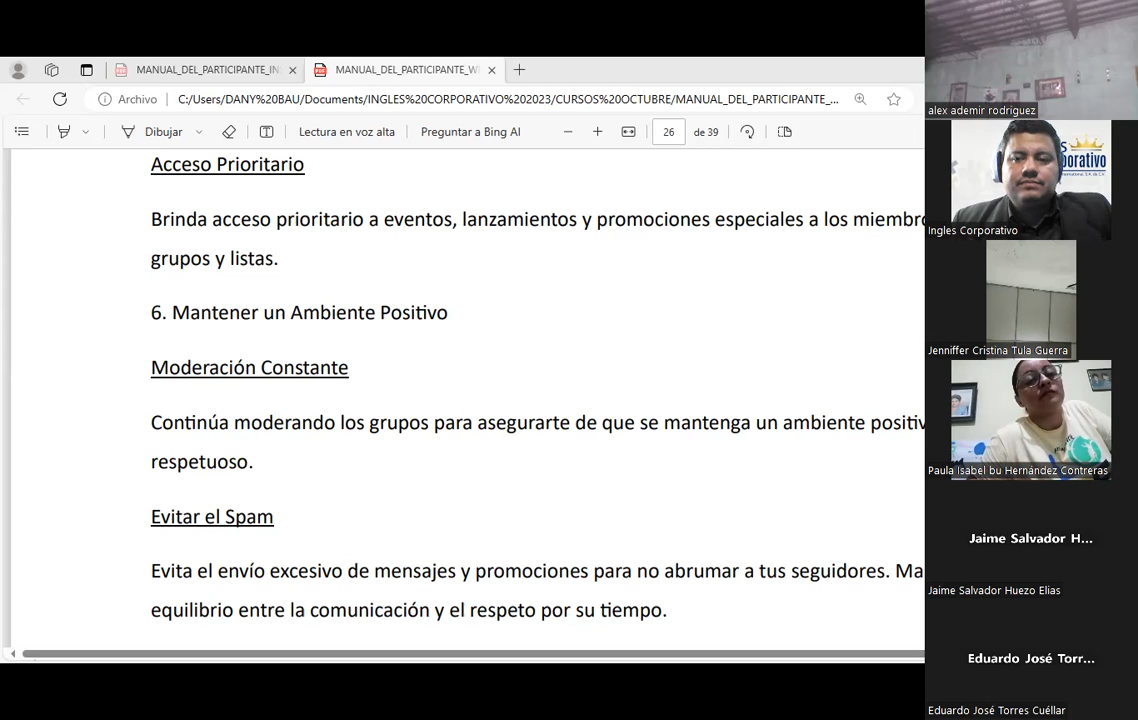 MANUAL_DEL_PARTICIPANTE_IN
MANUAL_DEL_PARTICIPANTE_W
Archivo
C:/Users/DANY%20BAU/Documents/INGLES%20CORPORATIVO%202023/CURSOS%20OCTUBRE/MANUAL_DEL_PARTICIPANTE_...
Dibujar
Lectura en voz alta
Preguntar a Bing AI
26 de 39
Acceso Prioritario
Brinda acceso prioritario a eventos, lanzamientos y promociones especiales a los miembro
grupos y listas.
6. Mantener un Ambiente Positivo
Moderación Constante
Continúa moderando los grupos para asegurarte de que se mantenga un ambiente positiv
respetuoso.
Evitar el Spam
Evita el envío excesivo de mensajes y promociones para no abrumar a tus seguidores. Ma
equilibrio entre la comunicación y el respeto por su tiempo.
alex ademir rodriguez
s
porativo
Ingles Corporativo
Jenniffer Cristina Tula Guerra
Paula Isabel bu Hernández Contreras
Jaime Salvador H...
Jaime Salvador Huezo Elias
Eduardo José Torr...
Eduardo José Torres Cuéllar